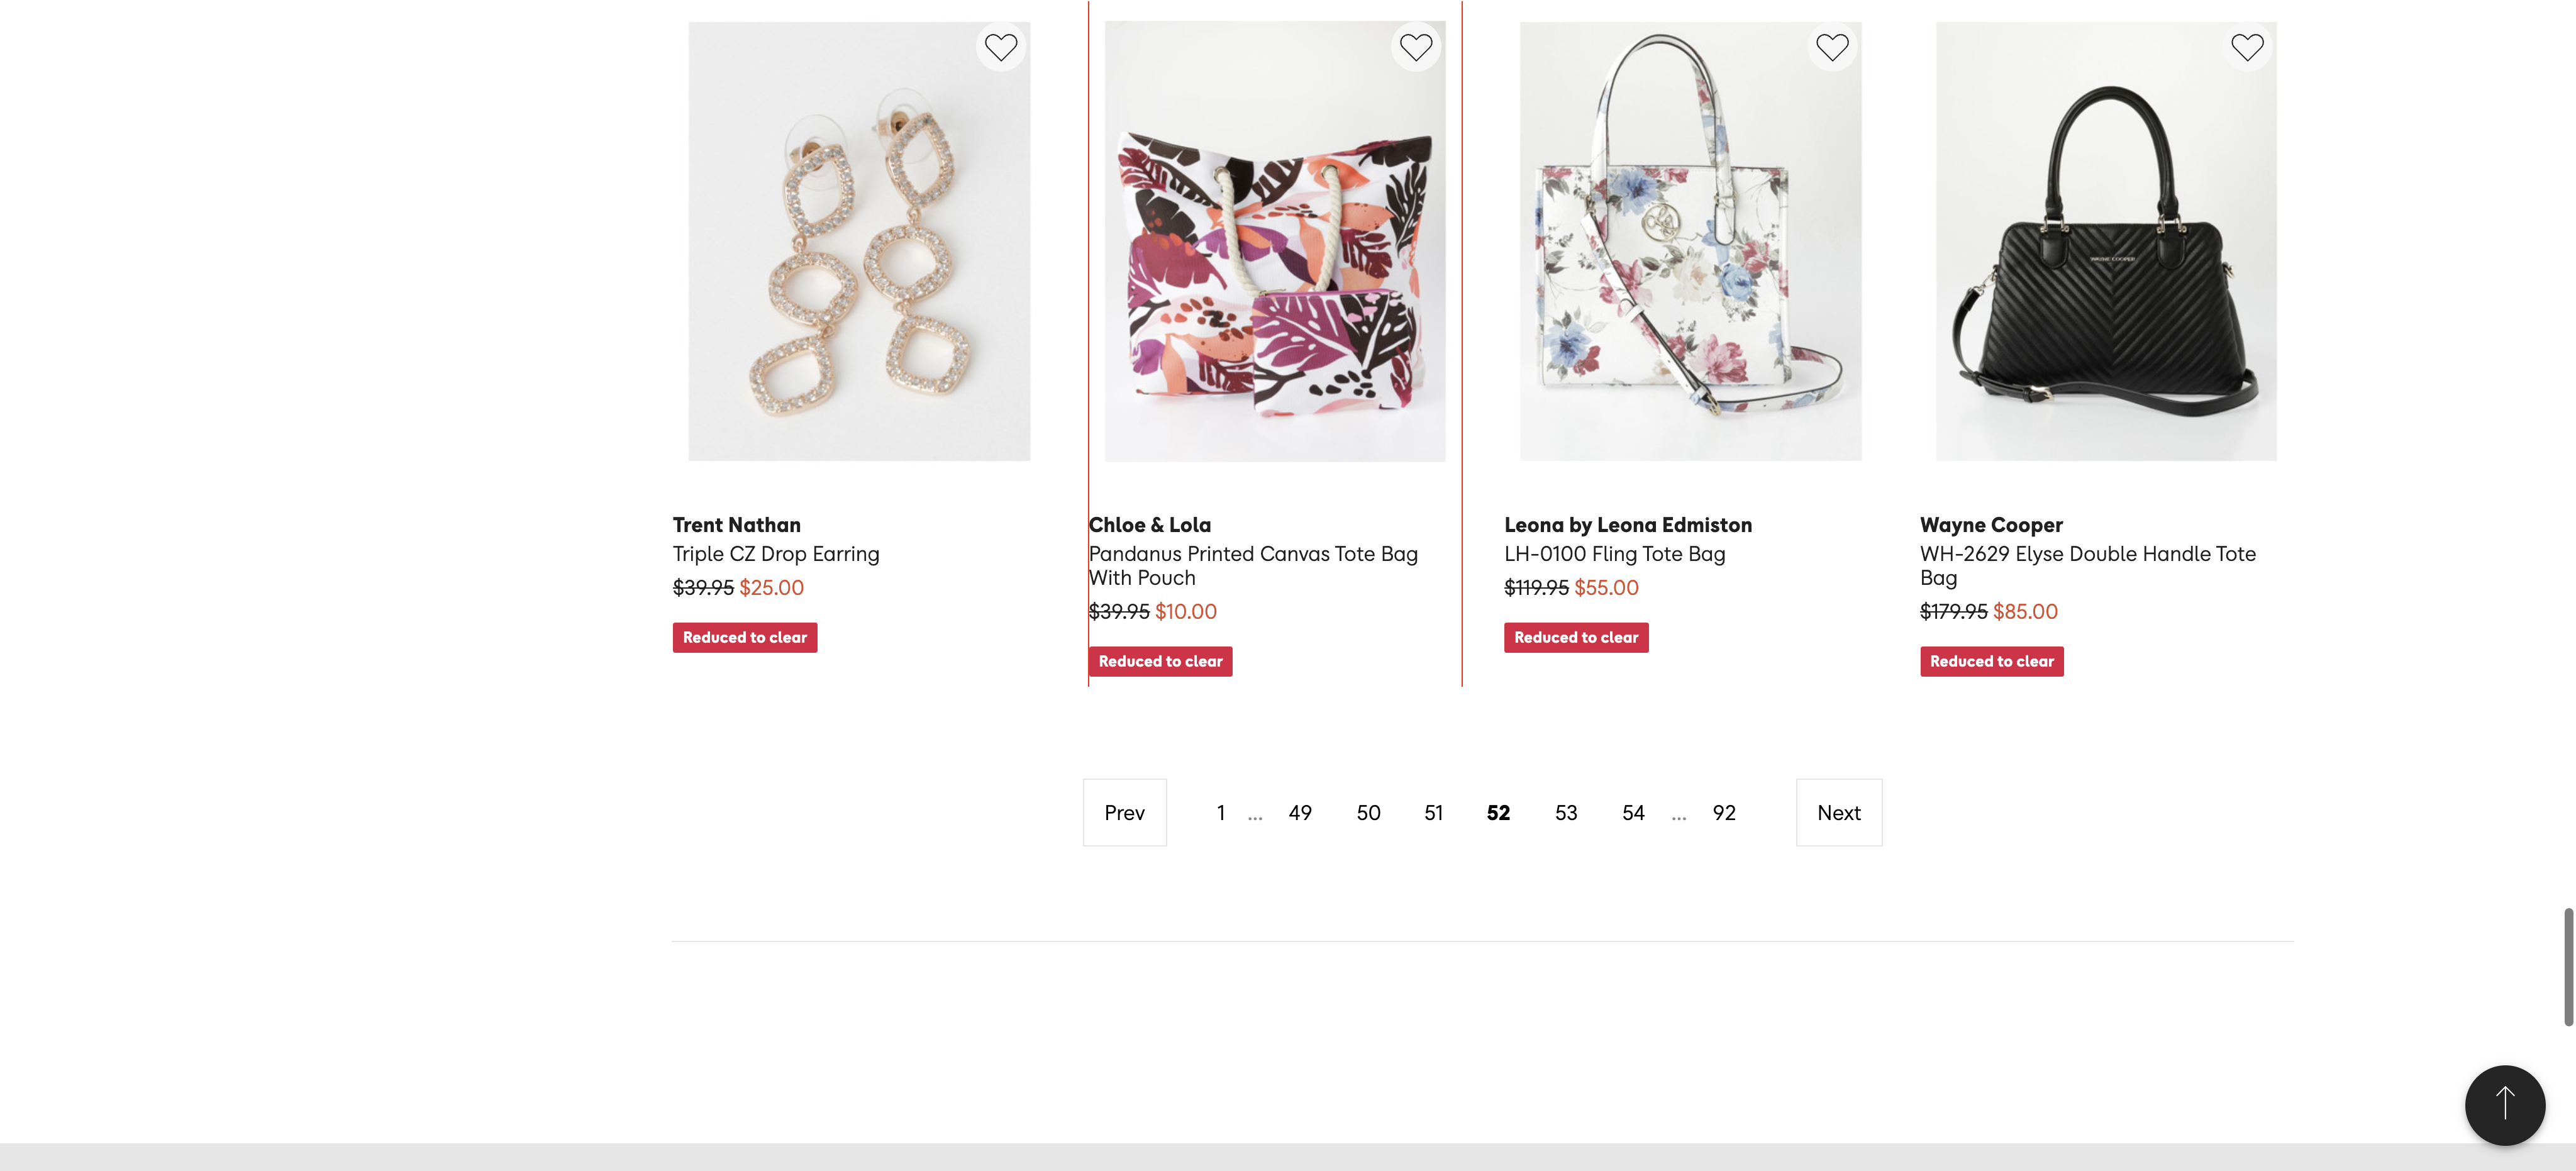 WAYNE COOPER
Trent Nathan
Triple CZ Drop Earring
$39.95 $25.00
Reduced to clear
Chloe & Lola
Pandanus Printed Canvas Tote Bag
With Pouch
$39.95 $10.00
Reduced to clear
Leona by Leona Edmiston
LH-0100 Fling Tote Bag
$119.95 $55.00
Reduced to clear
Wayne Cooper
WH-2629 Elyse Double Handle Tote
Bag
$179.95 $85.00
Reduced to clear
Prev 1 ... 49 50 51 52 53 54 ... 92 Next